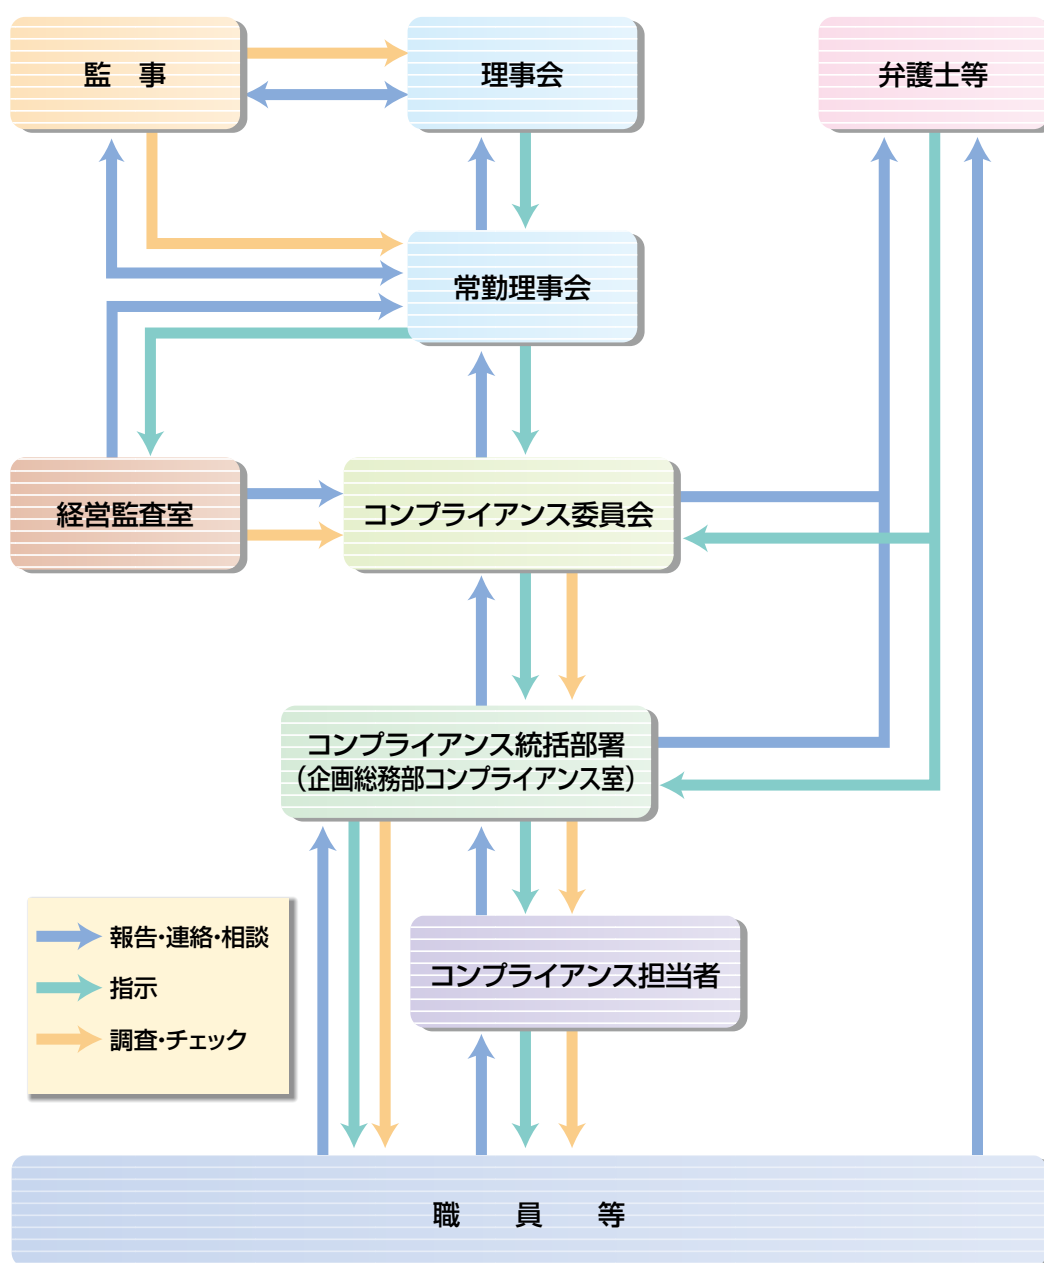 監　事
理事会
弁護士等
常勤理事会
経営監査室
コンプライアンス委員会
コンプライアンス統括部署
（企画総務部コンプライアンス室）
コンプライアンス担当者
報告・連絡・相談
指示
調査・チェック
職　員　等